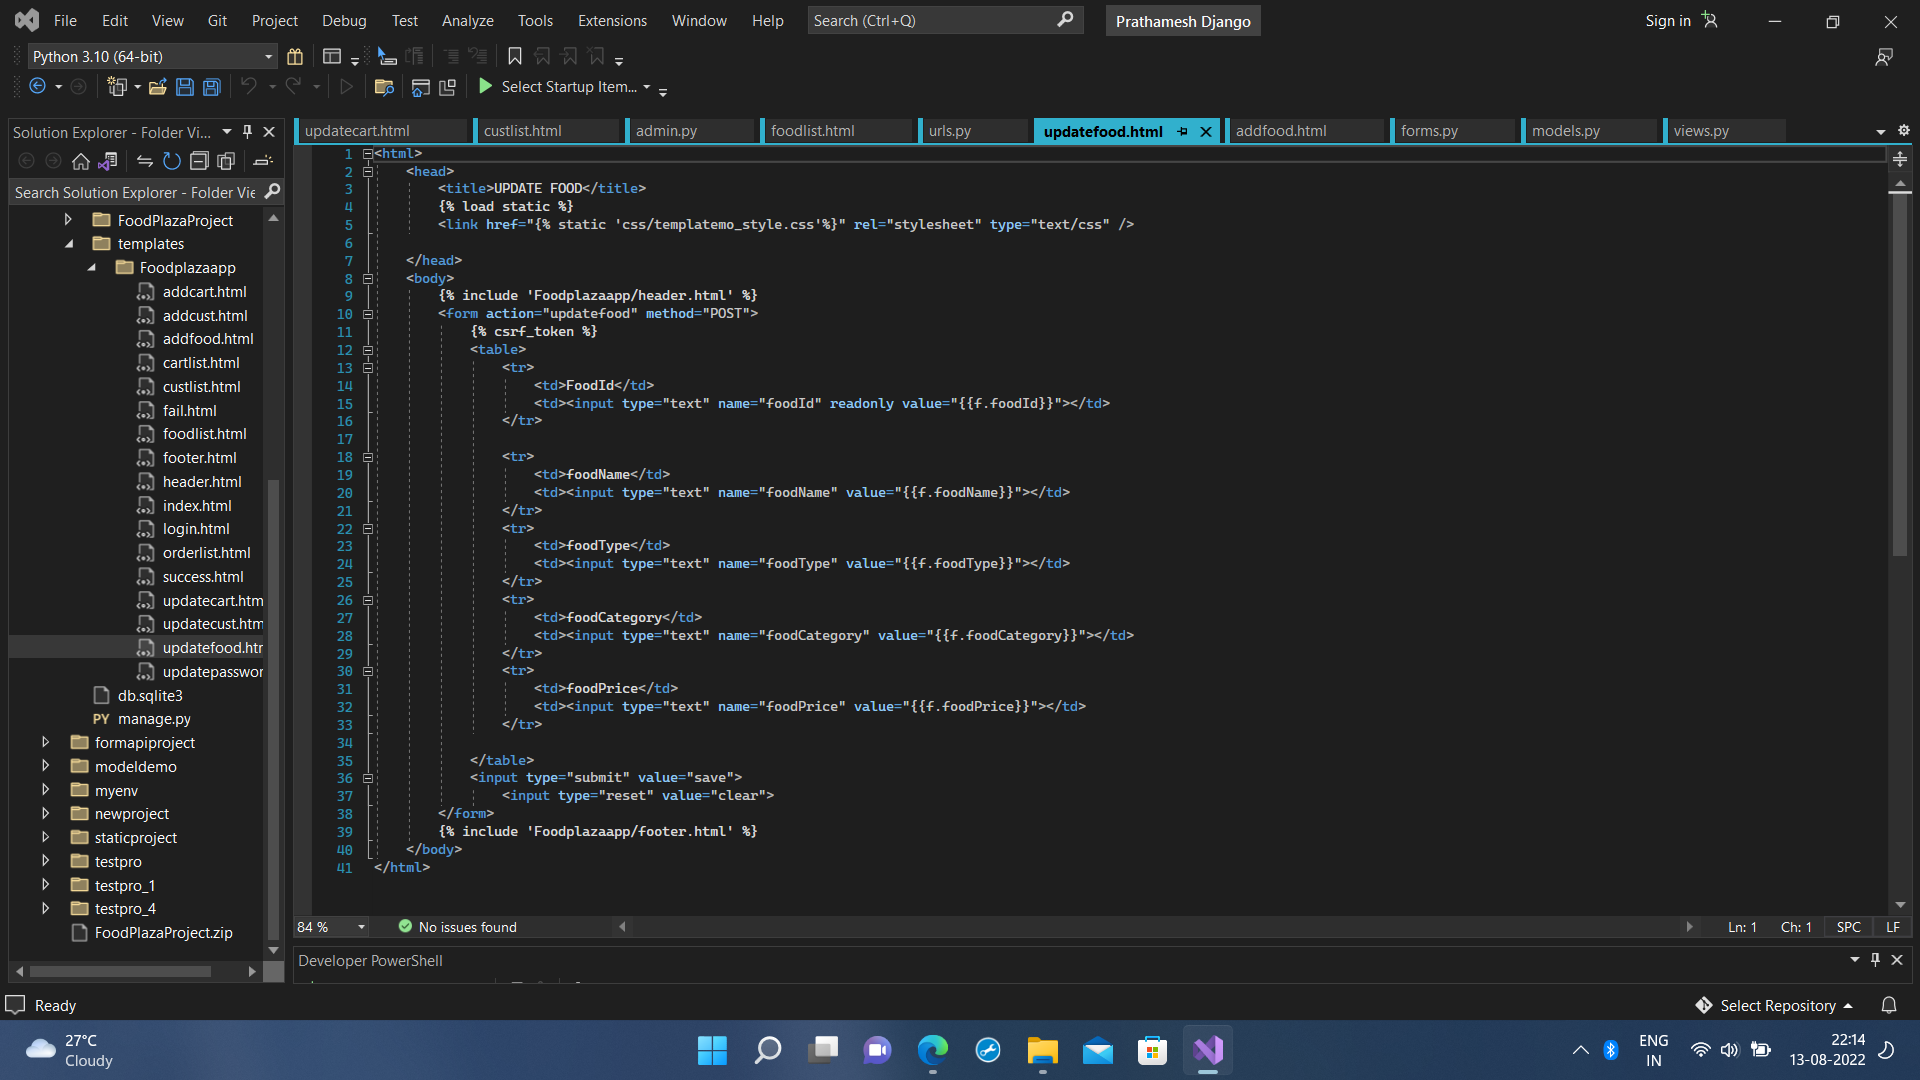 File Edit View Git Project Debug Test Analyze Tools Extensions Window Help Search (Ctrl+Q) Prathamesh Django Sign in
Python 3.10 (64-bit)
Select Startup Item...
Solution Explorer - Folder Vi...
updatecart.html custlist.html admin.py foodlist.html urls.py updatefood.html addfood.html forms.py models.py views.py
Search Solution Explorer - Folder Vie
FoodPlazaProject
templates
Foodplazaapp
addcart.html
addcust.html
addfood.html
cartlist.html
custlist.html
fail.html
foodlist.html
footer.html
header.html
index.html
login.html
orderlist.html
success.html
updatecart.htm
updatecust.htm
updatefood.htr
updatepasswor
db.sqlite3
PY manage.py
formapiproject
modeldemo
myenv
newproject
staticproject
testpro
testpro_1
testpro_4
FoodPlazaProject.zip
1 <html>
2 <head>
3 <title>UPDATE FOOD</title>
4 {% load static %}
5 <link href="{% static 'css/templatemo_style.css'%}" rel="stylesheet" type="text/css" />
6
7 </head>
8 <body>
9 {% include 'Foodplazaapp/header.html' %}
10 <form action="updatefood" method="POST">
11 {% csrf_token %}
12 <table>
13 <tr>
14 <td>FoodId</td>
15 <td><input type="text" name="foodId" readonly value="{{f.foodId}}"></td>
16 </tr>
17
18 <tr>
19 <td>foodName</td>
20 <td><input type="text" name="foodName" value="{{f.foodName}}"></td>
21 </tr>
22 <tr>
23 <td>foodType</td>
24 <td><input type="text" name="foodType" value="{{f.foodType}}"></td>
25 </tr>
26 <tr>
27 <td>foodCategory</td>
28 <td><input type="text" name="foodCategory" value="{{f.foodCategory}}"></td>
29 </tr>
30 <tr>
31 <td>foodPrice</td>
32 <td><input type="text" name="foodPrice" value="{{f.foodPrice}}"></td>
33 </tr>
34
35 </table>
36 <input type="submit" value="save">
37 <input type="reset" value="clear">
38 </form>
39 {% include 'Foodplazaapp/footer.html' %}
40 </body>
41 </html>
84 % No issues found Ln: 1 Ch: 1 SPC LF
Developer PowerShell
Ready Select Repository
27°C
Cloudy
ENG
IN
22:14
13-08-2022